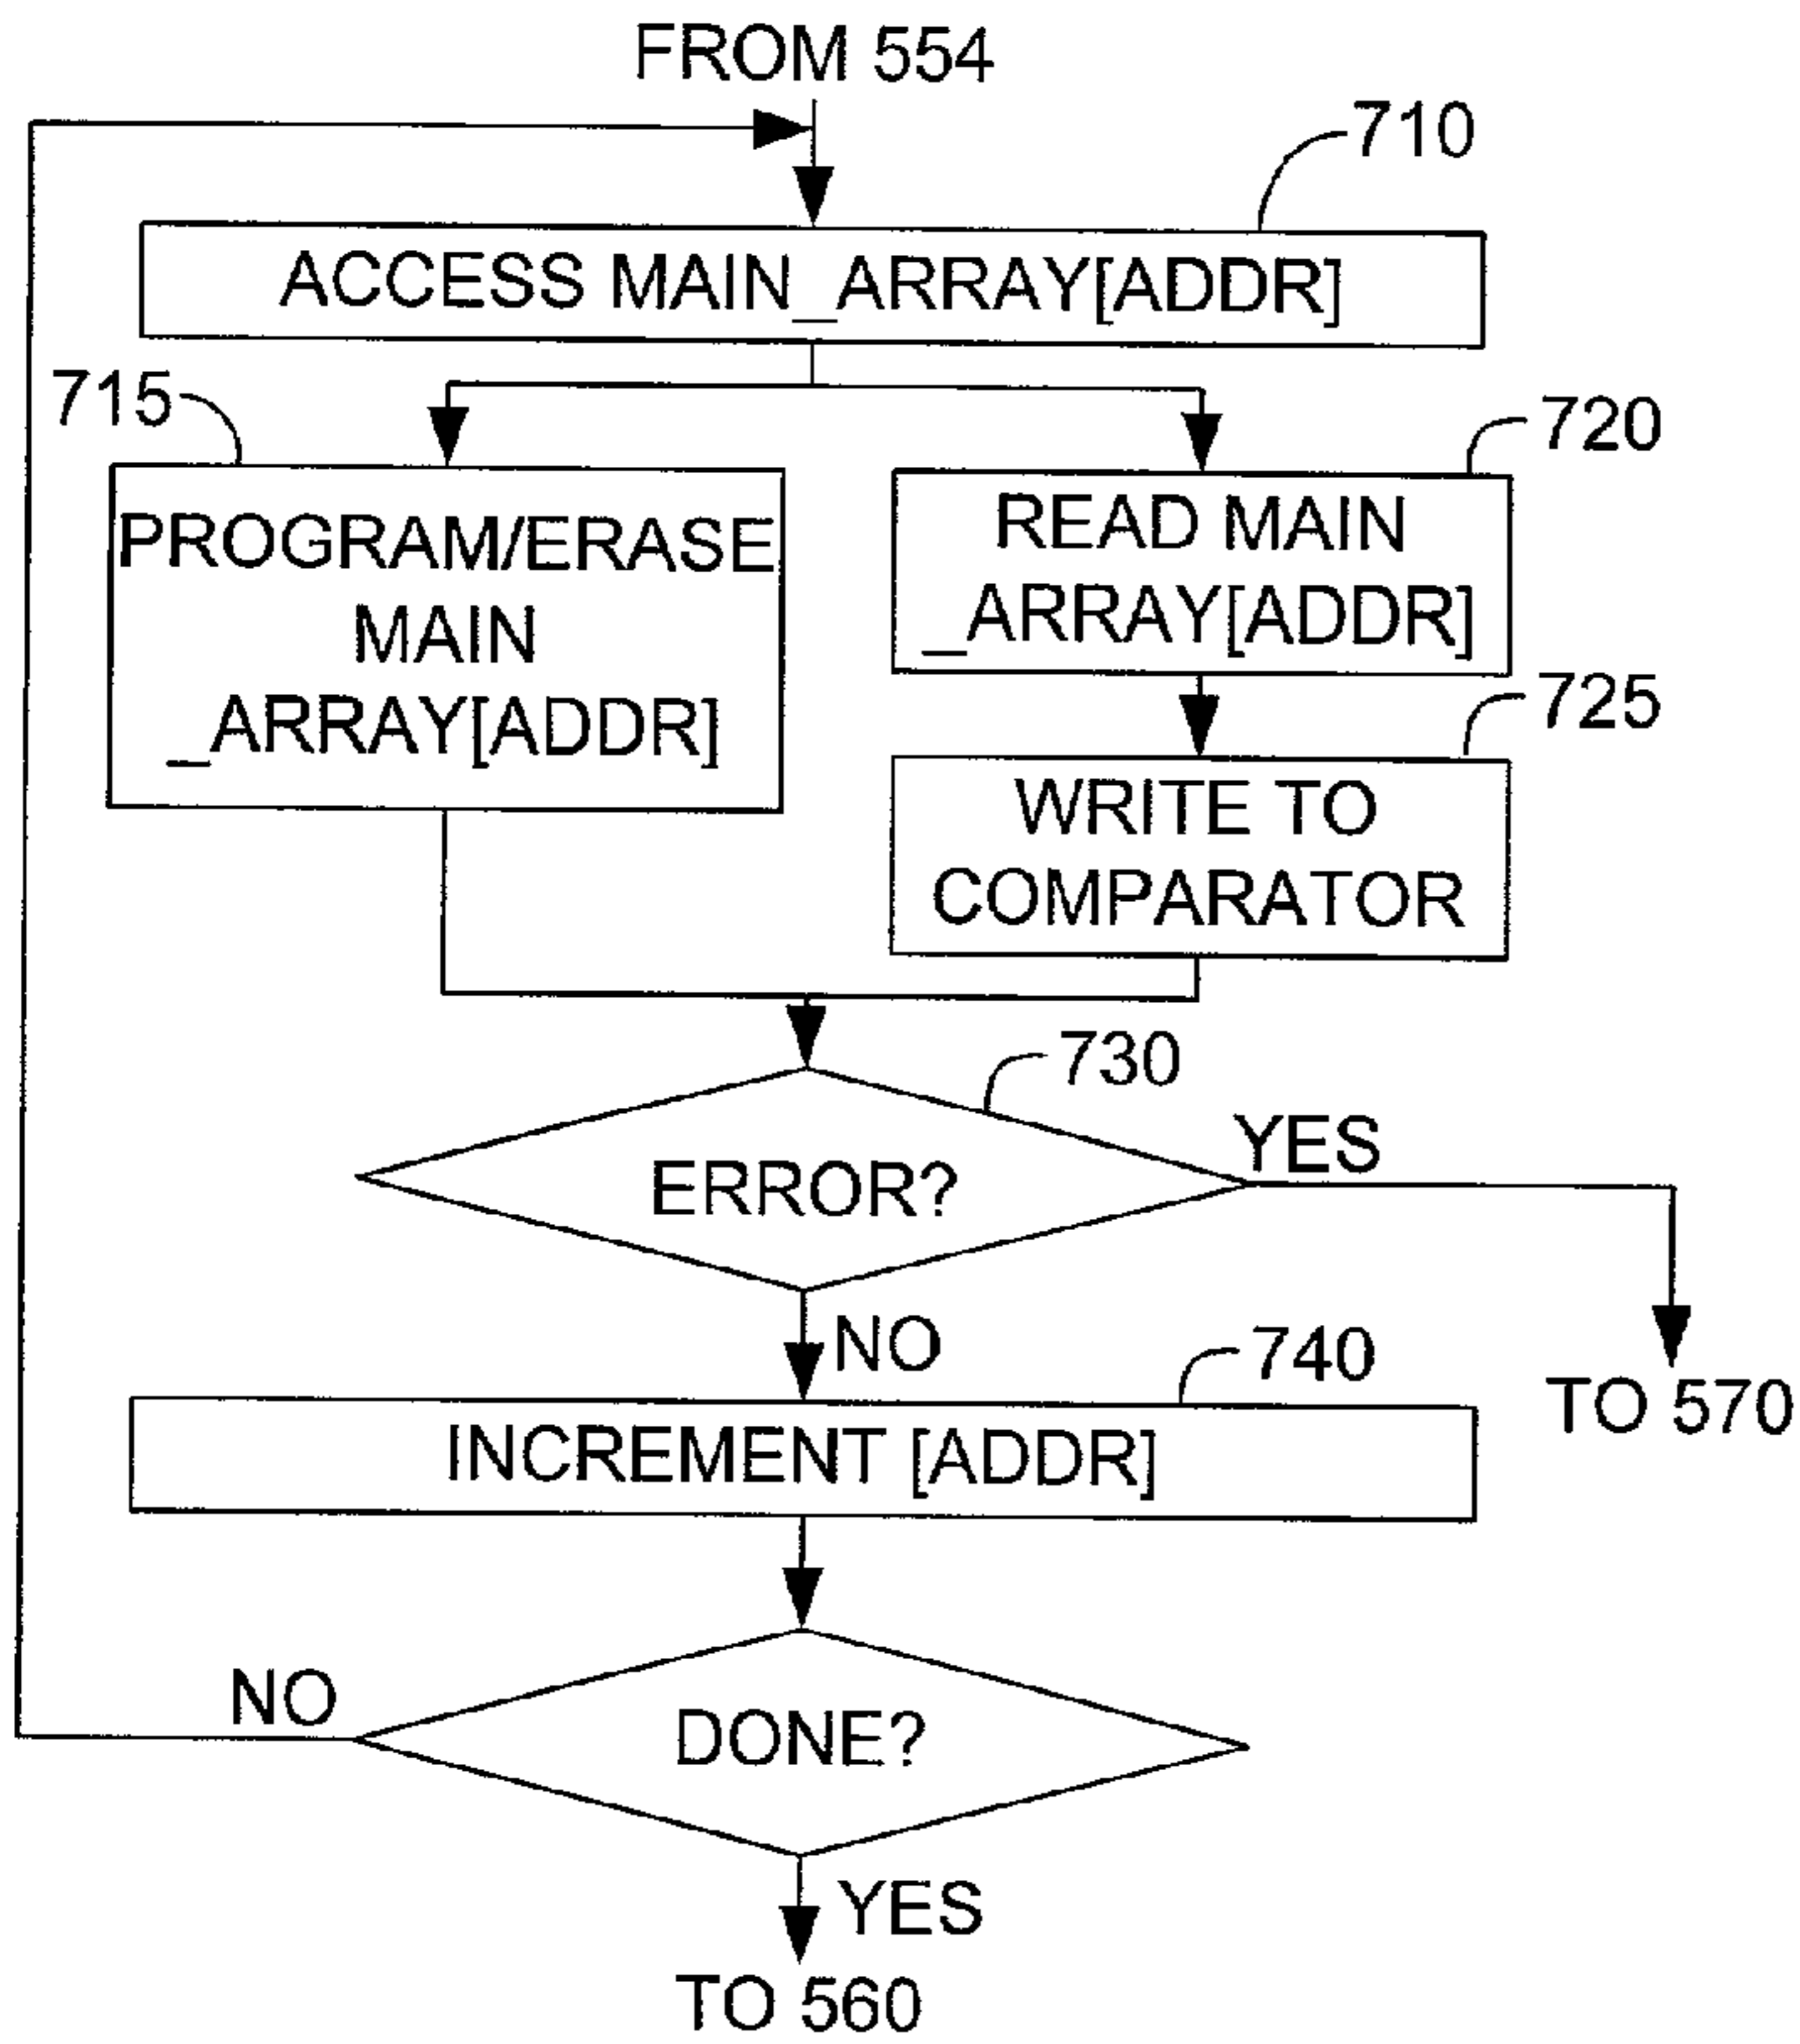 FROM 554
710
ACCESS MAIN_ARRAY[ADDR]
715
PROGRAM/ERASE
MAIN
_ARRAY[ADDR]
720
READ MAIN
_ARRAY[ADDR]
725
WRITE TO
COMPARATOR
730
ERROR?
YES
TO 570
NO
740
INCREMENT [ADDR]
DONE?
NO
YES
TO 560